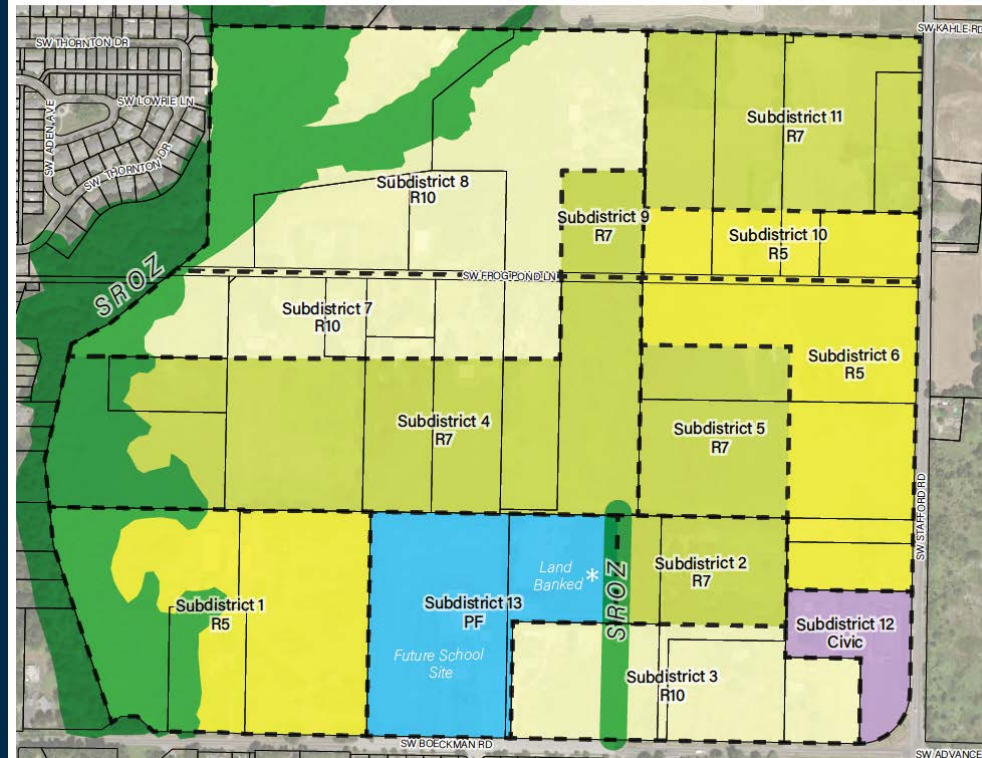 SW KAHLE RD
SW THORNTON DR
SW LOWRIE LN
SW ADEN AVE
SW THORNTON DR
Subdistrict 11
R7
Subdistrict 8
R10
Subdistrict 9
R7
Subdistrict 10
R5
SROZ
SW FROG POND LN
Subdistrict 7
R10
Subdistrict 6
R5
Subdistrict 4
R7
Subdistrict 5
R7
SW STAFFORD RD
Land
Banked *
SROZ
Subdistrict 2
R7
Subdistrict 1
R5
Subdistrict 13
PF
Subdistrict 12
Civic
Future School
Site
Subdistrict 3
R10
SW BOECKMAN RD
SW ADVANCE